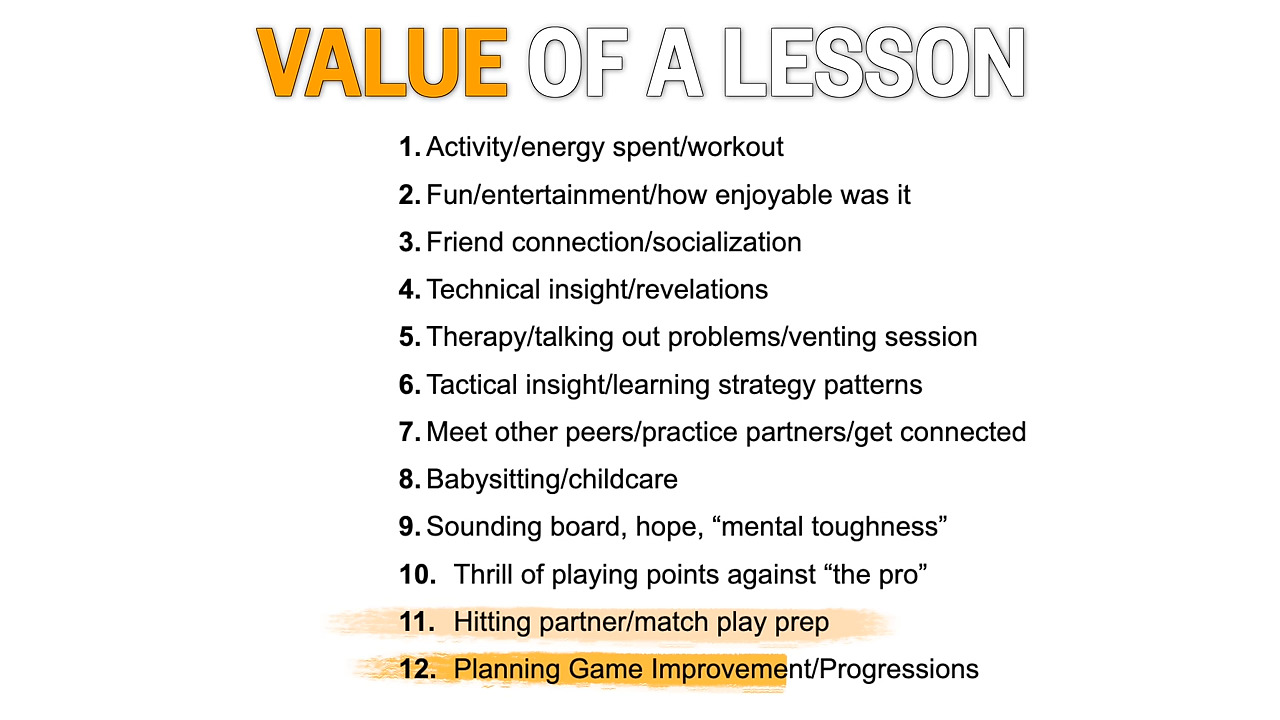 VALUE OF A LESSON
1. Activity/energy spent/workout
2. Fun/entertainment/how enjoyable was it
3. Friend connection/socialization
4. Technical insight/revelations
5. Therapy/talking out problems/venting session
6. Tactical insight/learning strategy patterns
7. Meet other peers/practice partners/get connected
8. Babysitting/childcare
9. Sounding board, hope, “mental toughness”
10. Thrill of playing points against “the pro”
11. Hitting partner/match play prep
12. Planning Game Improvement/Progressions